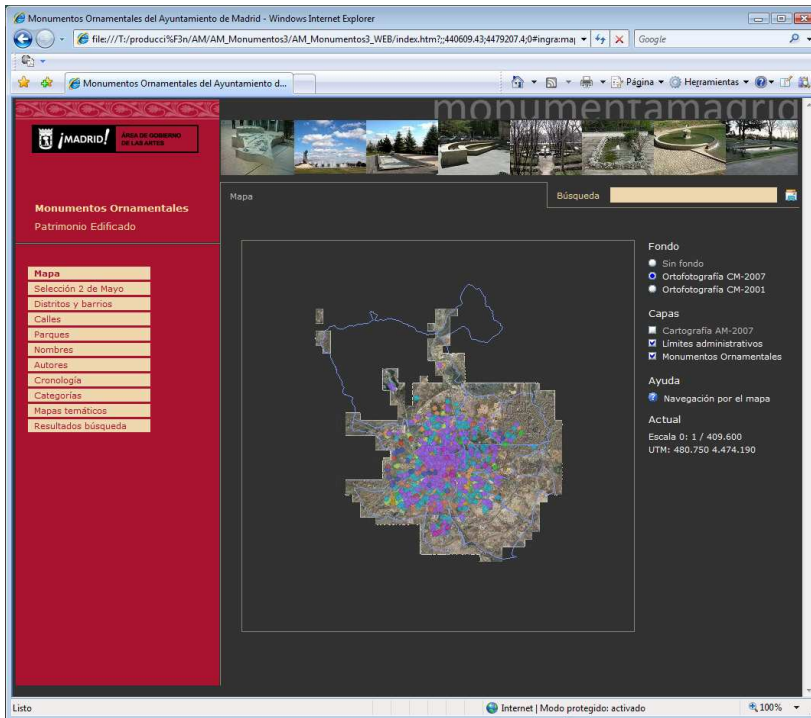 Monumentos Ornamentales del Ayuntamiento de Madrid - Windows Internet Explorer
file:///T:/producci%F3n/AM/AM_Monumentos3/AM_Monumentos3_WEB/index.htm?;;440609.43;4479207.4;0#ingra:ma
Google
Monumentos Ornamentales del Ayuntamiento d...
Página
Herramientas
monumentamadrid
¡MADRID!
ÁREA DE GOBIERNO
DE LAS ARTES
Mapa
Búsqueda
Monumentos Ornamentales
Patrimonio Edificado
Mapa
Selección 2 de Mayo
Distritos y barrios
Calles
Parques
Nombres
Autores
Cronología
Categorías
Mapas temáticos
Resultados búsqueda
Fondo
Sin fondo
Ortofotografía CM-2007
Ortofotografía CM-2001
Capas
Cartografía AM-2007
Límites administrativos
Monumentos Ornamentales
Ayuda
Navegación por el mapa
Actual
Escala 0: 1 / 409.600
UTM: 480.750 4.474.190
Listo
Internet | Modo protegido: activado
100%